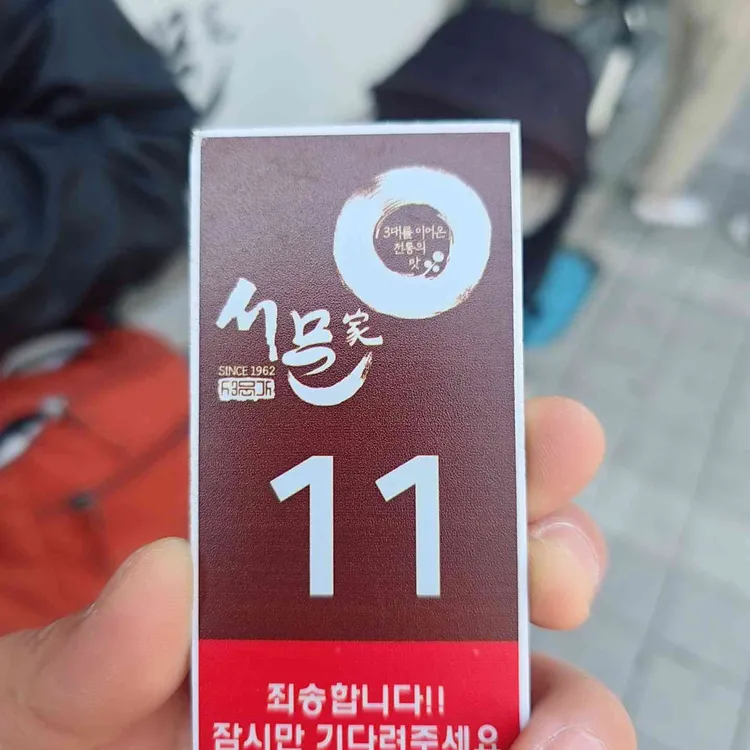 3대를 이어온
전통의
맛
서문家
SINCE 1962
11
죄송합니다!!
잠시만 기다려주세요